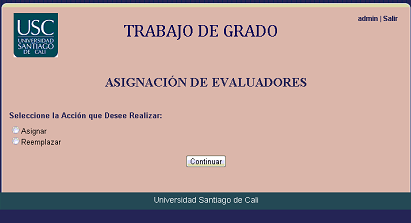 USC
UNIVERSIDAD
SANTIAGO
DE CALI
TRABAJO DE GRADO
admin | Salir
ASIGNACIÓN DE EVALUADORES
Seleccione la Acción que Desee Realizar:
Asignar
Reemplazar
Continuar
Universidad Santiago de Cali